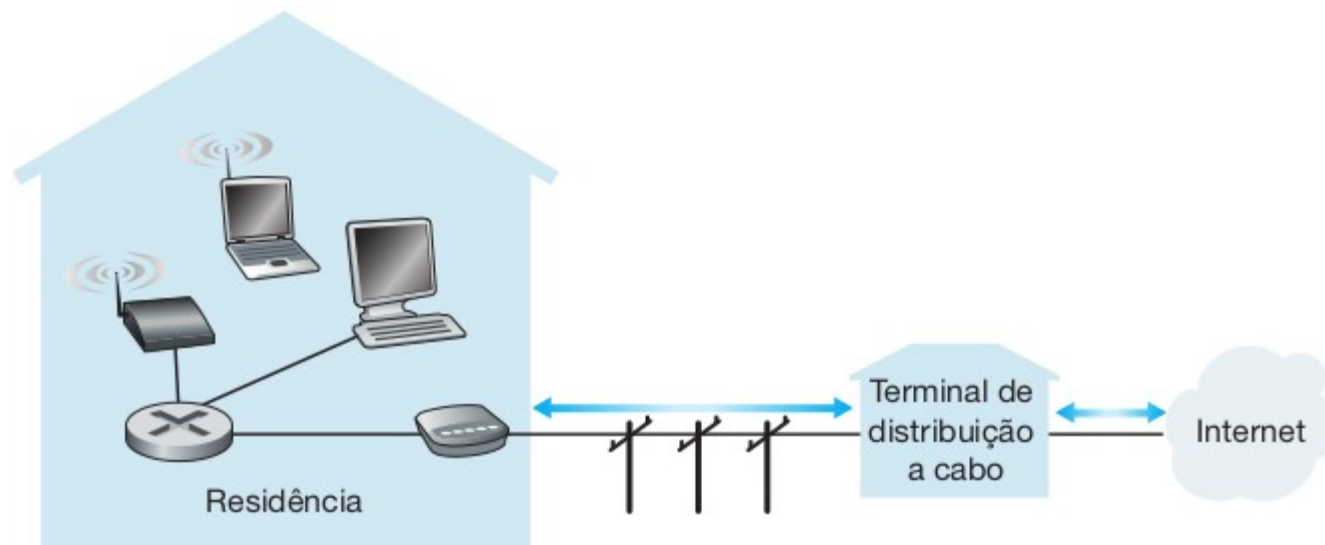 Residência
Terminal de
distribuição
a cabo
Internet